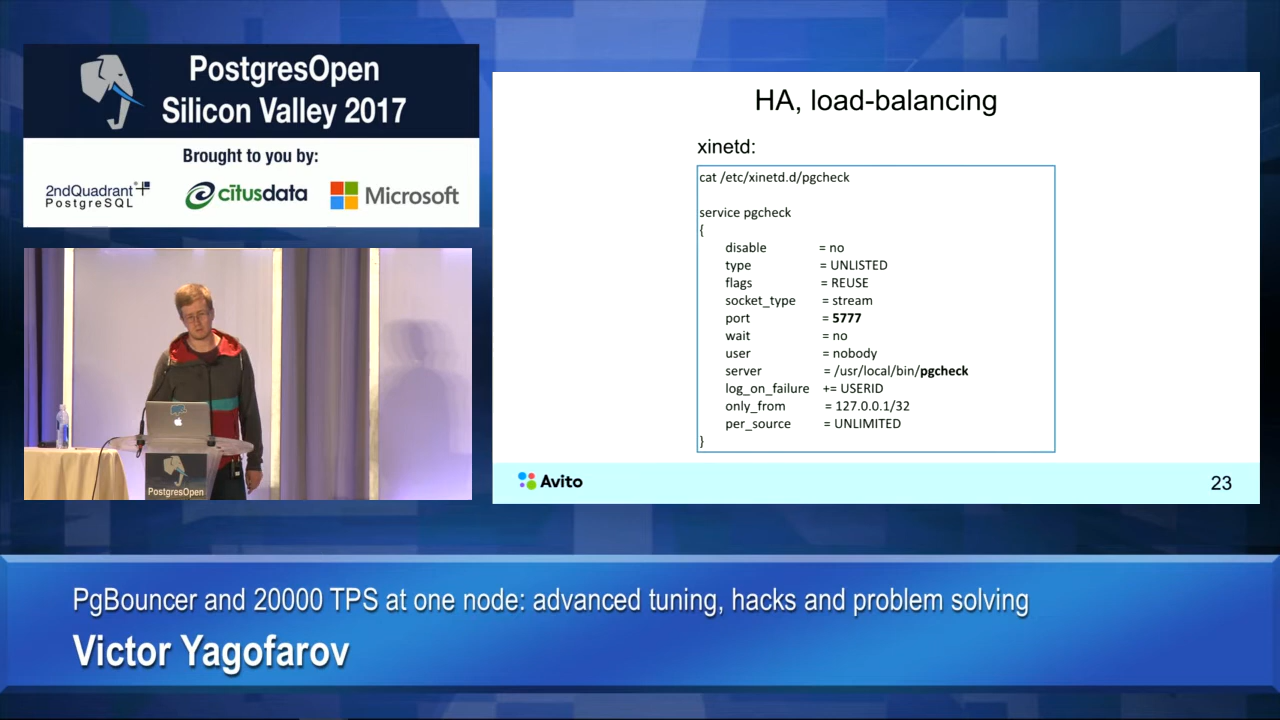 PostgresOpen
Silicon Valley 2017
Brought to you by:
2ndQuadrant
PostgreSQL
citusdata
Microsoft
PostgresOpen
HA, load-balancing
xinetd:
cat /etc/xinetd.d/pgcheck
service pgcheck
{
disable = no
type = UNLISTED
flags = REUSE
socket_type = stream
port = 5777
wait = no
user = nobody
server = /usr/local/bin/pgcheck
log_on_failure += USERID
only_from = 127.0.0.1/32
per_source = UNLIMITED
}
Avito
23
PgBouncer and 20000 TPS at one node: advanced tuning, hacks and problem solving
Victor Yagofarov